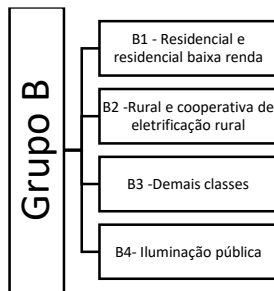 Grupo B
B1 - Residencial e
residencial baixa renda
B2 -Rural e cooperativa de
eletrificação rural
B3 -Demais classes
B4- Iluminação pública